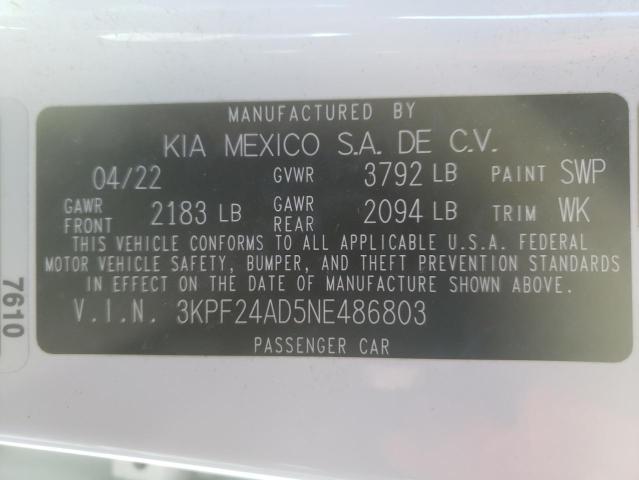 MANUFACTURED BY
KIA MEXICO S.A. DE C.V.
04/22 GVWR 3792 LB PAINT SWP
GAWR FRONT 2183 LB GAWR REAR 2094 LB TRIM WK
THIS VEHICLE CONFORMS TO ALL APPLICABLE U.S.A. FEDERAL
MOTOR VEHICLE SAFETY, BUMPER, AND THEFT PREVENTION STANDARDS
IN EFFECT ON THE DATE OF MANUFACTURE SHOWN ABOVE.
V.I.N. 3KPF24AD5NE486803
PASSENGER CAR
7610